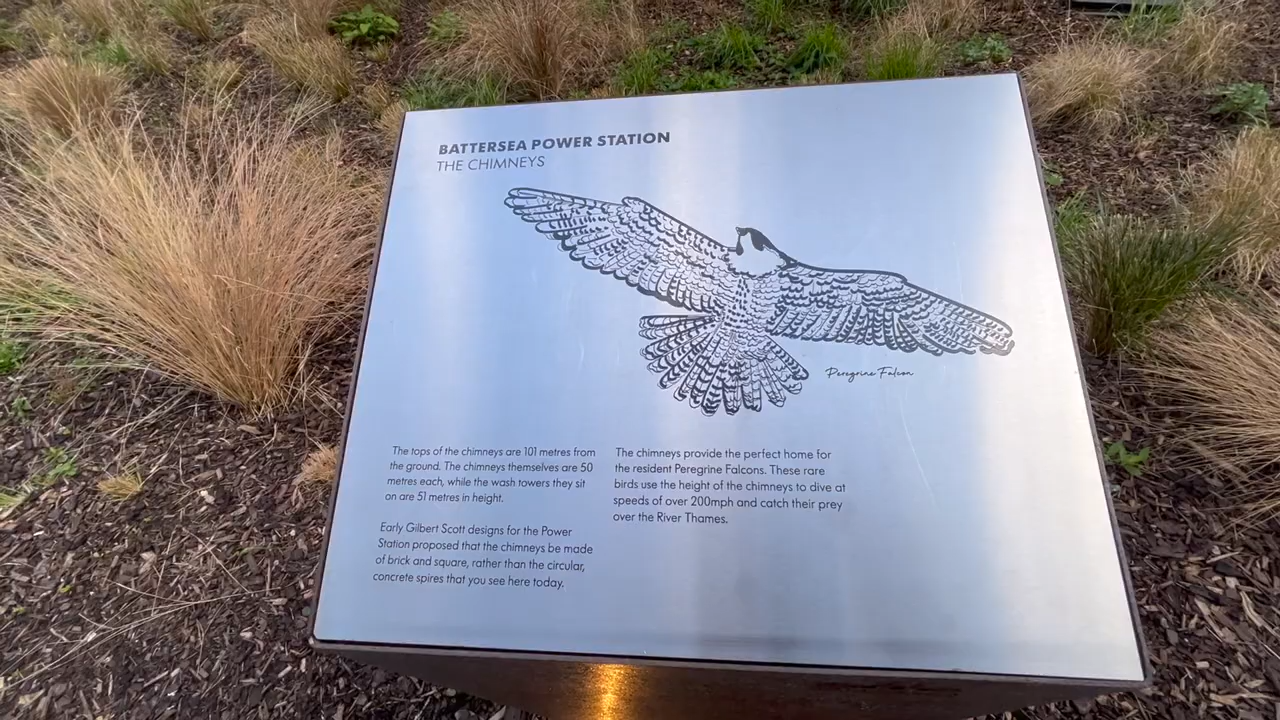 BATTERSEA POWER STATION
THE CHIMNEYS
Peregrine Falcon
The tops of the chimneys are 101 metres from
the ground. The chimneys themselves are 50
metres each, while the wash towers they sit
on are 51 metres in height.
Early Gilbert Scott designs for the Power
Station proposed that the chimneys be made
of brick and square, rather than the circular,
concrete spires that you see here today.
The chimneys provide the perfect home for
the resident Peregrine Falcons. These rare
birds use the height of the chimneys to dive at
speeds of over 200mph and catch their prey
over the River Thames.